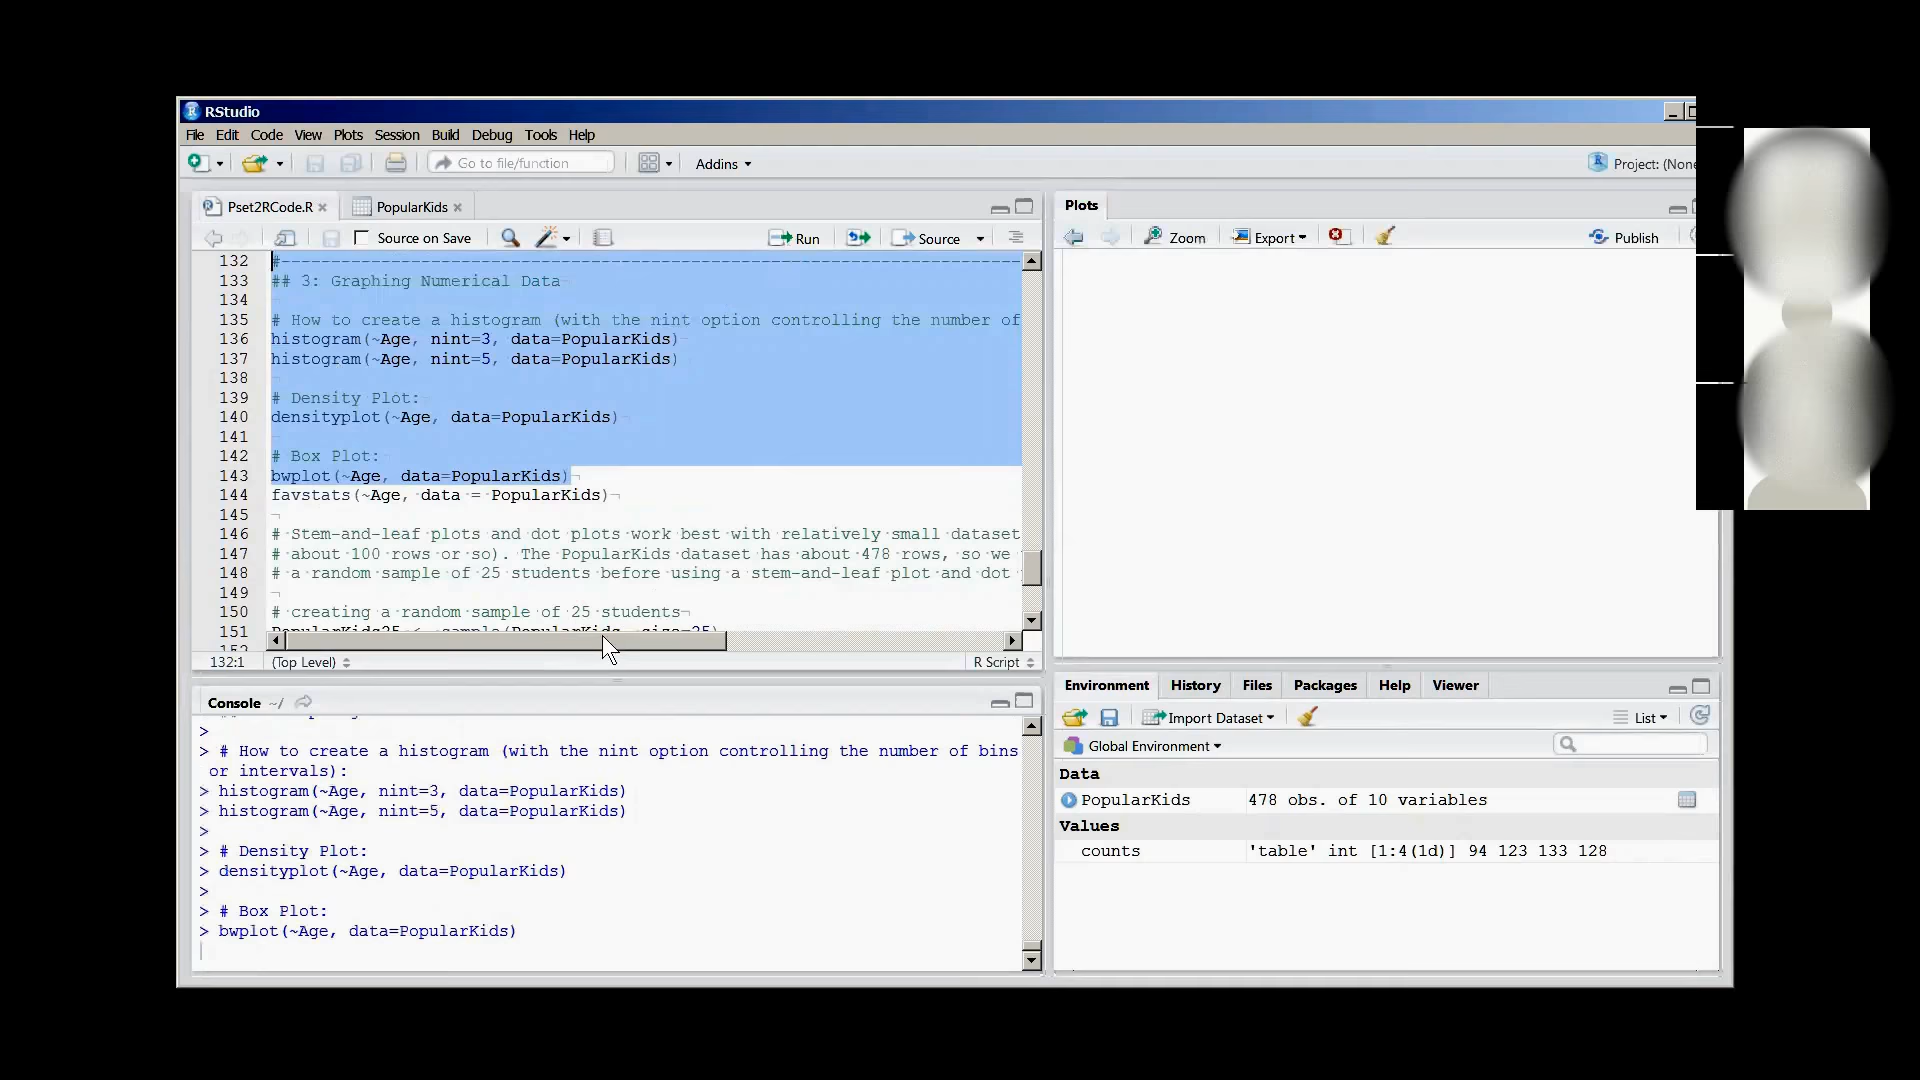 RStudio
File Edit Code View Plots Session Build Debug Tools Help
Go to file/function Addins Project: (None
Pset2RCode.R PopularKids
Source on Save Run Source
132 #--------------------------------------------------------------------------
133 ## 3: Graphing Numerical Data
134
135 # How to create a histogram (with the nint option controlling the number of
136 histogram(~Age, nint=3, data=PopularKids)
137 histogram(~Age, nint=5, data=PopularKids)
138
139 # Density Plot:
140 densityplot(~Age, data=PopularKids)
141
142 # Box Plot:
143 bwplot(~Age, data=PopularKids)
144 favstats(~Age, data = PopularKids)
145
146 # Stem-and-leaf plots and dot plots work best with relatively small dataset
147 # about 100 rows or so). The PopularKids dataset has about 478 rows, so we
148 # a random sample of 25 students before using a stem-and-leaf plot and dot
149
150 # creating a random sample of 25 students
151 PopularKids25 <- sample(PopularKids, size=25)
152
132:1 (Top Level) R Script
Console ~/
>
> # How to create a histogram (with the nint option controlling the number of bins
or intervals):
> histogram(~Age, nint=3, data=PopularKids)
> histogram(~Age, nint=5, data=PopularKids)
>
> # Density Plot:
> densityplot(~Age, data=PopularKids)
>
> # Box Plot:
> bwplot(~Age, data=PopularKids)
Plots
Zoom Export Publish
Environment History Files Packages Help Viewer
Import Dataset List
Global Environment
Data
PopularKids 478 obs. of 10 variables
Values
counts 'table' int [1:4(1d)] 94 123 133 128